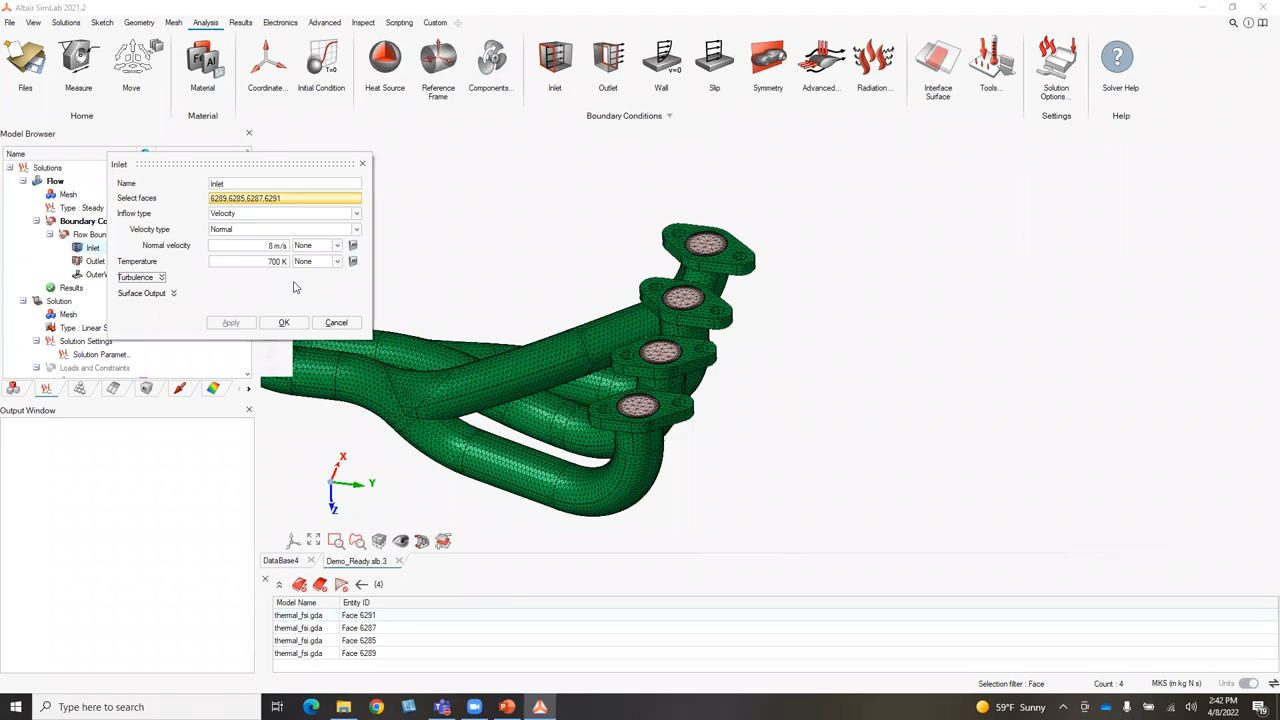 Altair SimLab 2021.2
File View Solutions Sketch Geometry Mesh Analysis Results Electronics Advanced Inspect Scripting Custom
Files Measure Move Material Coordinate... Initial Condition Heat Source Reference Frame Components... Inlet Outlet Wall Slip Symmetry Advanced... Radiation... Interface Surface Tools... Solution Options... Solver Help
Home Material Boundary Conditions Settings Help
Model Browser
Name
Solutions
Flow
Mesh
Type : Steady
Boundary Co
Flow Boun
Inlet
Outlet
OuterW
Results
Solution
Mesh
Type : Linear S
Solution Settings
Solution Paramet...
Loads and Constraints
Inlet
Name Inlet
Select faces 6289,6285,6287,6291
Inflow type Velocity
Velocity type Normal
Normal velocity 8 m/s None
Temperature 700 K None
Turbulence
Surface Output
Apply OK Cancel
Output Window
X
Y
Z
DataBase4 Demo_Ready.slb.3
{4}
Model Name Entity ID
thermal_fsi.gda Face 6291
thermal_fsi.gda Face 6287
thermal_fsi.gda Face 6285
thermal_fsi.gda Face 6289
Selection filter : Face Count : 4 MKS (m kg N s) Units
Type here to search
59°F Sunny
2:42 PM
4/8/2022